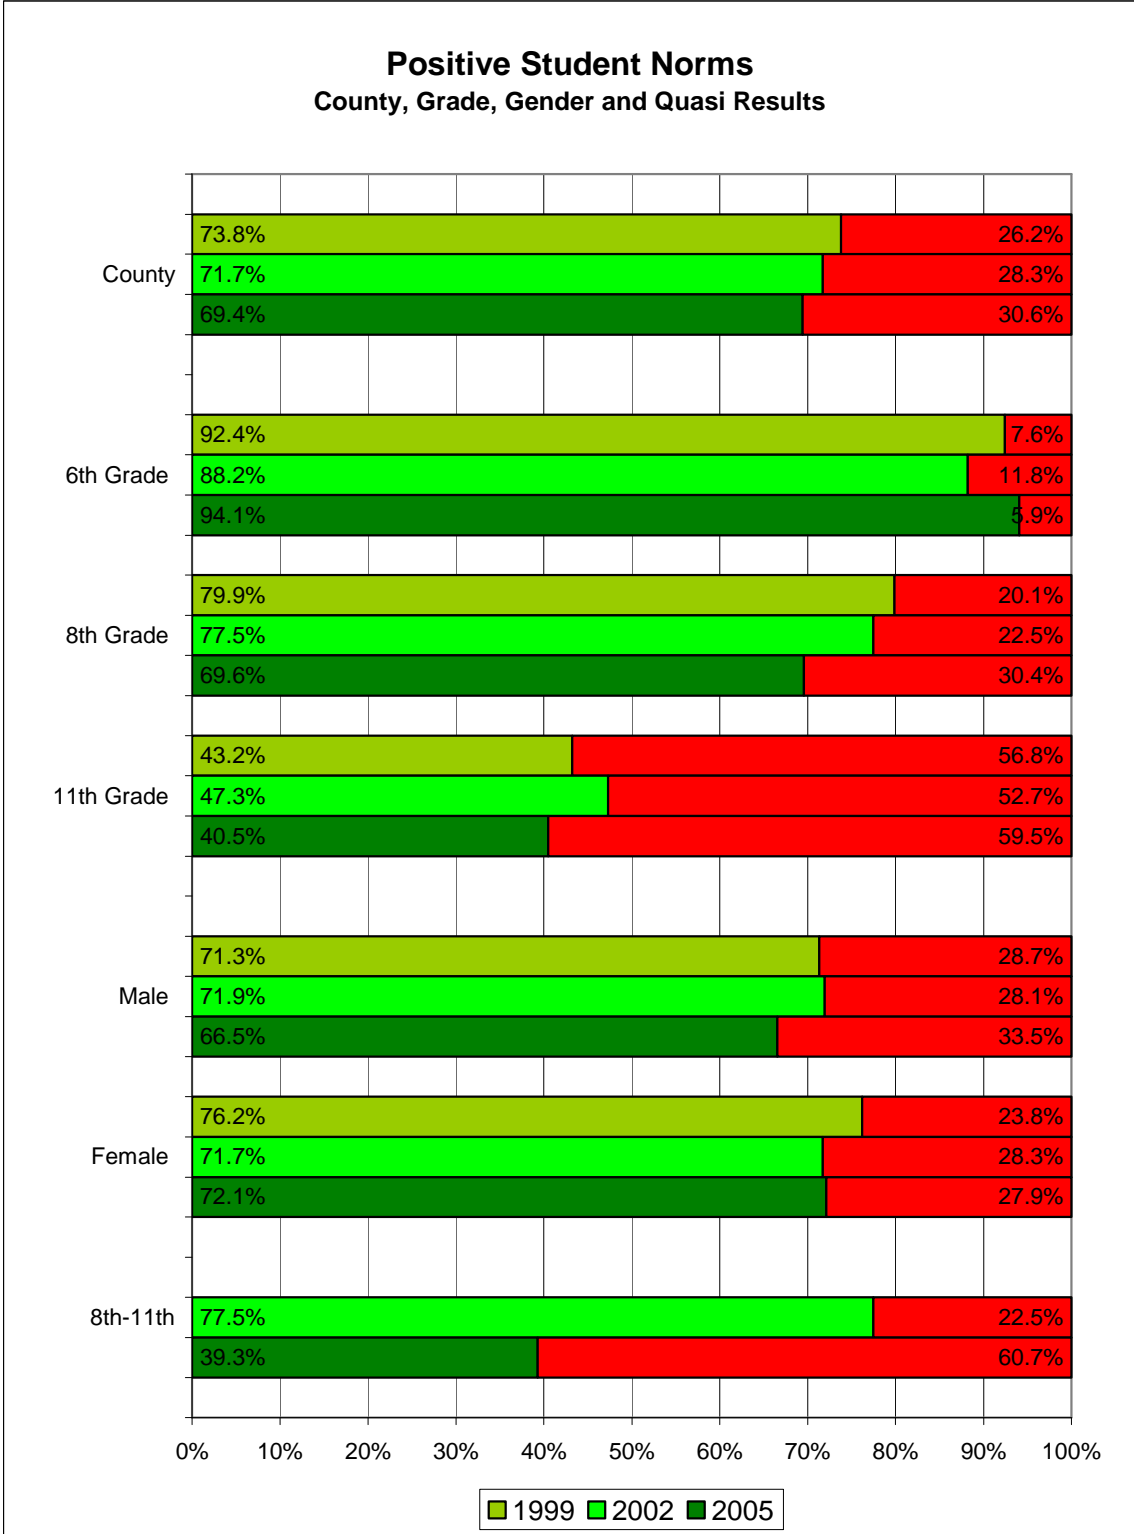 Positive Student Norms
County, Grade, Gender and Quasi Results
73.8% 26.2%
County 71.7% 28.3%
69.4% 30.6%
92.4% 7.6%
6th Grade 88.2% 11.8%
94.1% 5.9%
79.9% 20.1%
8th Grade 77.5% 22.5%
69.6% 30.4%
43.2% 56.8%
11th Grade 47.3% 52.7%
40.5% 59.5%
71.3% 28.7%
Male 71.9% 28.1%
66.5% 33.5%
76.2% 23.8%
Female 71.7% 28.3%
72.1% 27.9%
8th-11th 77.5% 22.5%
39.3% 60.7%
0% 10% 20% 30% 40% 50% 60% 70% 80% 90% 100%
1999 2002 2005